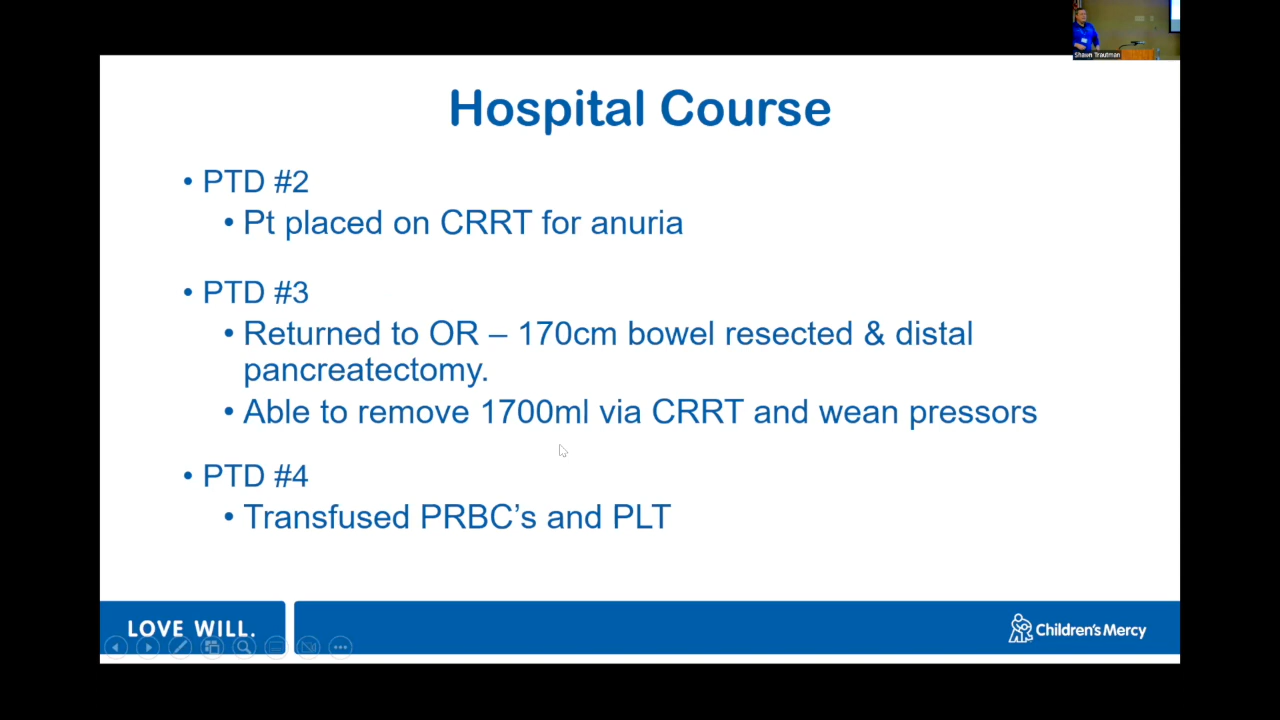 Shawn Trautman
Hospital Course
• PTD #2
• Pt placed on CRRT for anuria
• PTD #3
• Returned to OR – 170cm bowel resected & distal
pancreatectomy.
• Able to remove 1700ml via CRRT and wean pressors
• PTD #4
• Transfused PRBC’s and PLT
LOVE WILL.
Children's Mercy